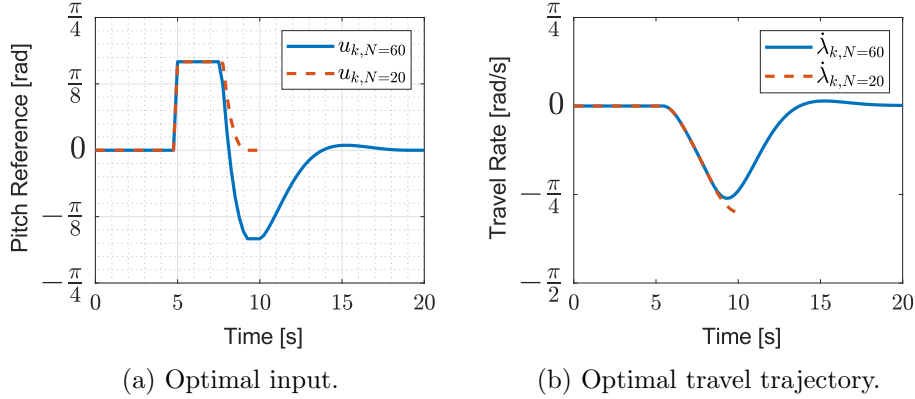 π/4
π/8
0
−π/8
−π/4
Pitch Reference [rad]
u_{k,N=60}
u_{k,N=20}
0 5 10 15 20
Time [s]
(a) Optimal input.
π/4
0
−π/4
−π/2
Travel Rate [rad/s]
λ̇_{k,N=60}
λ̇_{k,N=20}
0 5 10 15 20
Time [s]
(b) Optimal travel trajectory.